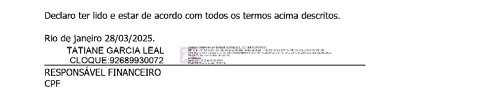 Declaro ter lido e estar de acordo com todos os termos acima descritos.
Rio de janeiro 28/03/2025.
TATIANE GARCIA LEAL
CLOQUE:92689930072
RESPONSÁVEL FINANCEIRO
CPF